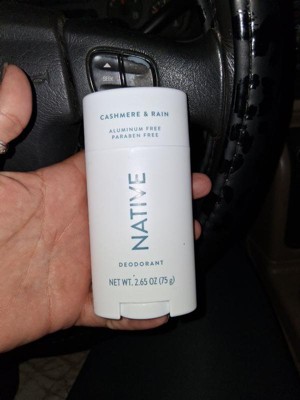 CASHMERE & RAIN
ALUMINUM FREE
PARABEN FREE
NATIVE
DEODORANT
NET WT. 2.65 OZ (75 g)